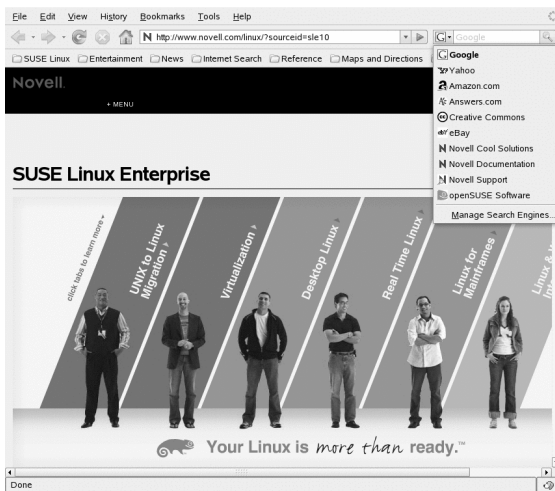 File Edit View History Bookmarks Tools Help
N http://www.novell.com/linux/?sourceid=sle10
G Google
SUSE Linux Entertainment News Internet Search Reference Maps and Directions
Google
Yahoo
Amazon.com
Answers.com
Creative Commons
eBay
Novell Cool Solutions
Novell Documentation
Novell Support
openSUSE Software
Manage Search Engines...
Novell.
+ MENU
SUSE Linux Enterprise
click tabs to learn more
UNIX to Linux
Migration
Virtualization
Desktop Linux
Real Time Linux
Linux for
Mainframes
Your Linux is more than ready.™
Done